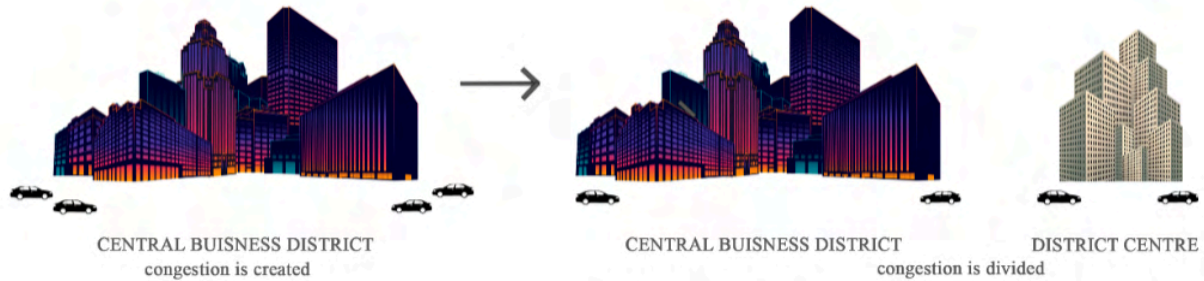 CENTRAL BUISNESS DISTRICT
congestion is created
CENTRAL BUISNESS DISTRICT
DISTRICT CENTRE
congestion is divided